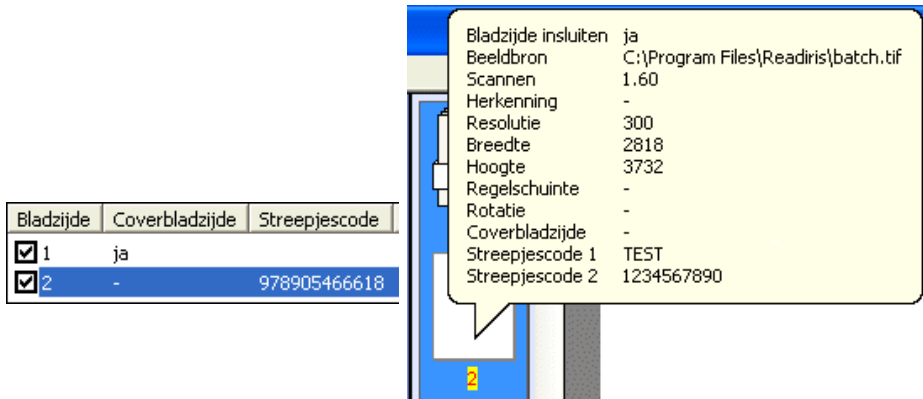 Bladzijde Coverbladzijde Streepjescode
1 ja
2 - 978905466618
Bladzijde insluiten ja
Beeldbron C:\Program Files\Readiris\batch.tif
Scannen 1.60
Herkenning -
Resolutie 300
Breedte 2818
Hoogte 3732
Regelschuinte -
Rotatie -
Coverbladzijde -
Streepjescode 1 TEST
Streepjescode 2 1234567890
2